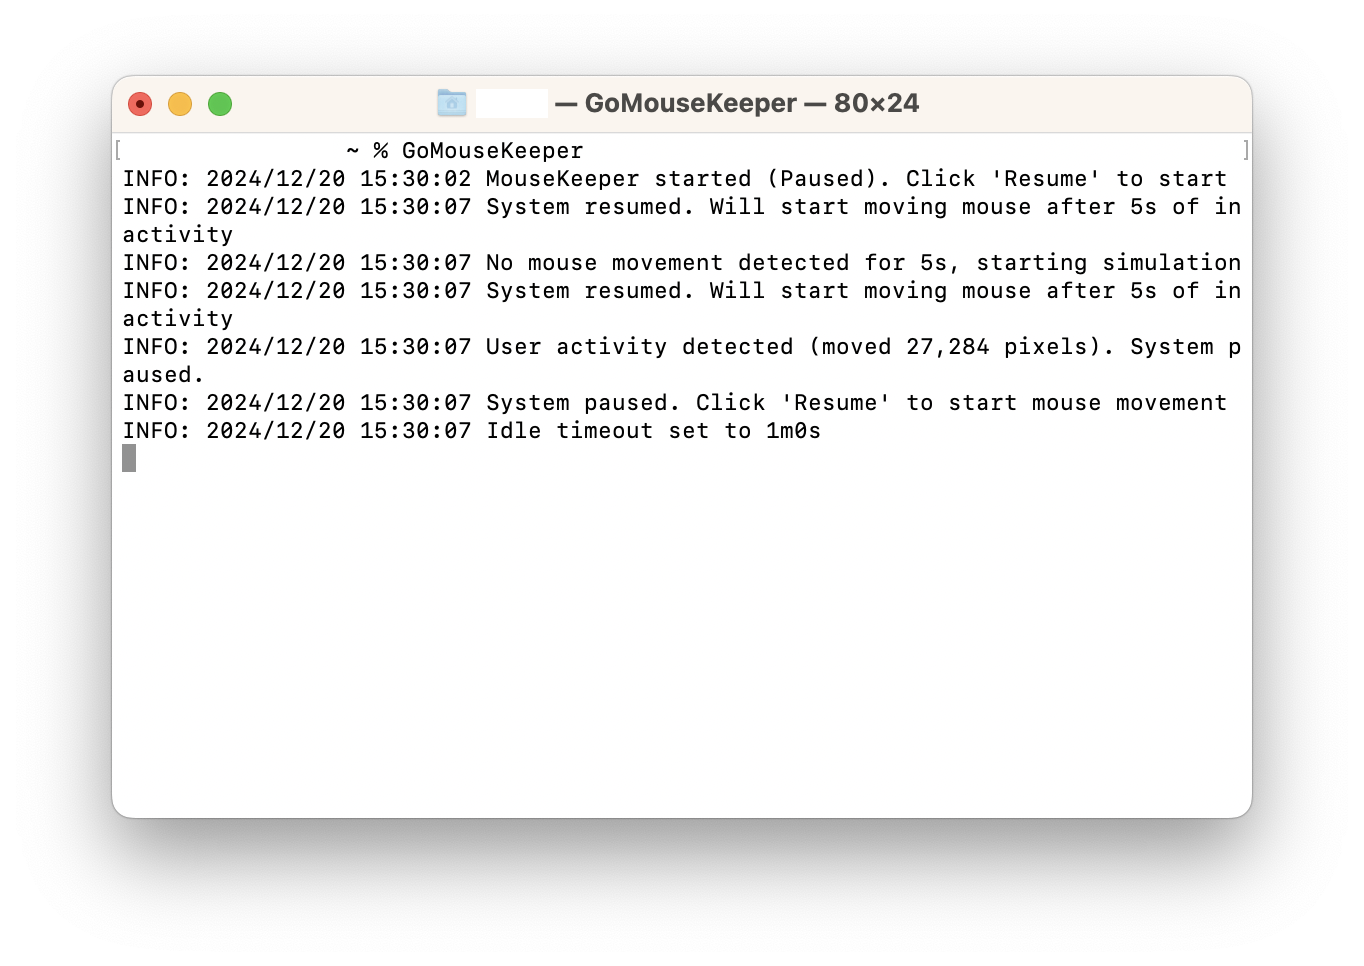 — GoMouseKeeper — 80×24
[ ~ % GoMouseKeeper ]
INFO: 2024/12/20 15:30:02 MouseKeeper started (Paused). Click 'Resume' to start
INFO: 2024/12/20 15:30:07 System resumed. Will start moving mouse after 5s of in
activity
INFO: 2024/12/20 15:30:07 No mouse movement detected for 5s, starting simulation
INFO: 2024/12/20 15:30:07 System resumed. Will start moving mouse after 5s of in
activity
INFO: 2024/12/20 15:30:07 User activity detected (moved 27,284 pixels). System p
aused.
INFO: 2024/12/20 15:30:07 System paused. Click 'Resume' to start mouse movement
INFO: 2024/12/20 15:30:07 Idle timeout set to 1m0s